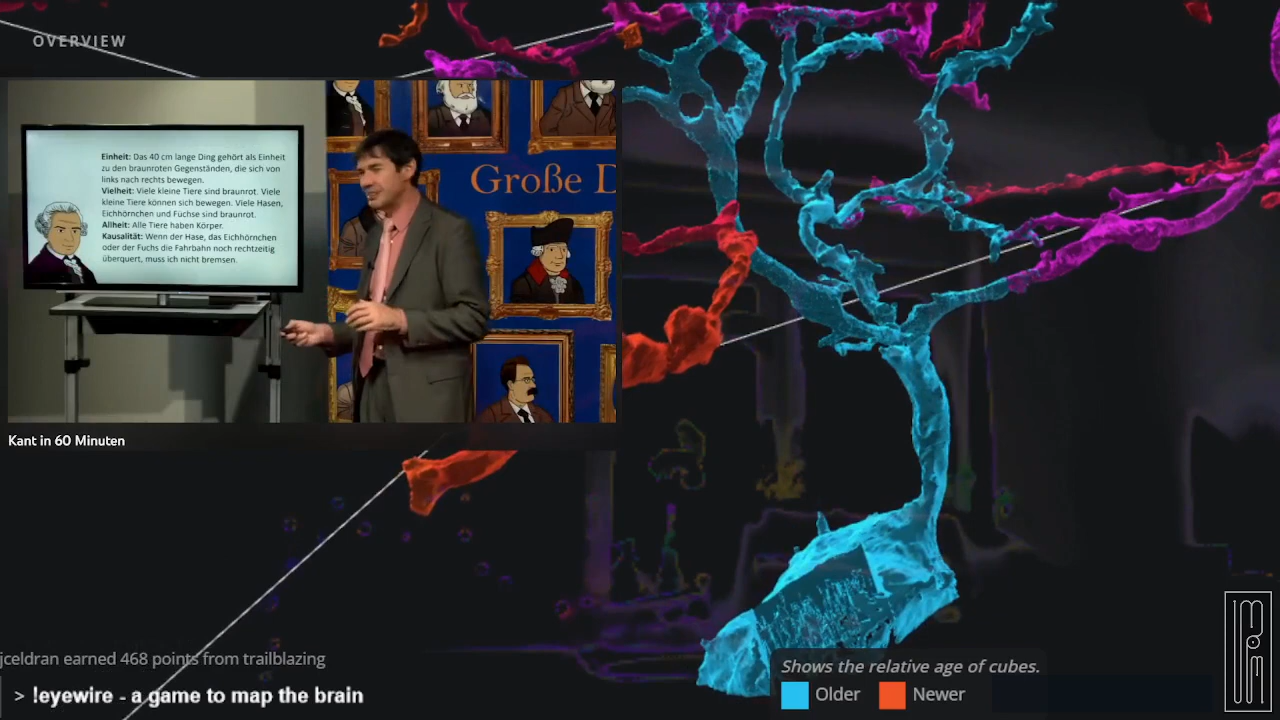 OVERVIEW
Einheit: Das 40 cm lange Ding gehört als Einheit
zu den braunroten Gegenständen, die sich von
links nach rechts bewegen.
Vielheit: Viele kleine Tiere sind braunrot. Viele
kleine Tiere können sich bewegen. Viele Hasen,
Eichhörnchen und Füchse sind braunrot.
Allheit: Alle Tiere haben Körper.
Kausalität: Wenn der Hase, das Eichhörnchen
oder der Fuchs die Fahrbahn noch rechtzeitig
überquert, muss ich nicht bremsen.
Große D
Kant in 60 Minuten
jceldran earned 468 points from trailblazing
> !eyewire - a game to map the brain
Shows the relative age of cubes.
Older Newer